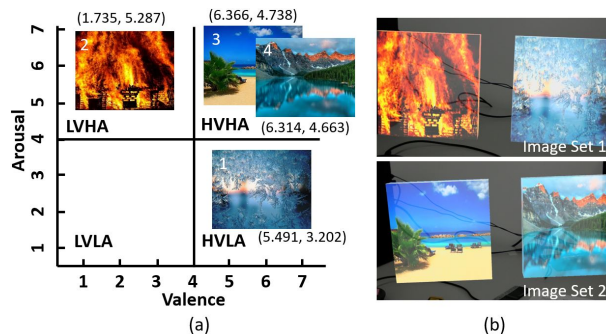 (1.735, 5.287)
(6.366, 4.738)
7
6
5
4
3
2
1
Arousal
2
3
4
1
LVHA
HVHA
(6.314, 4.663)
LVLA
HVLA
(5.491, 3.202)
1 2 3 4 5 6 7
Valence
(a)
Image Set 1
Image Set 2
(b)